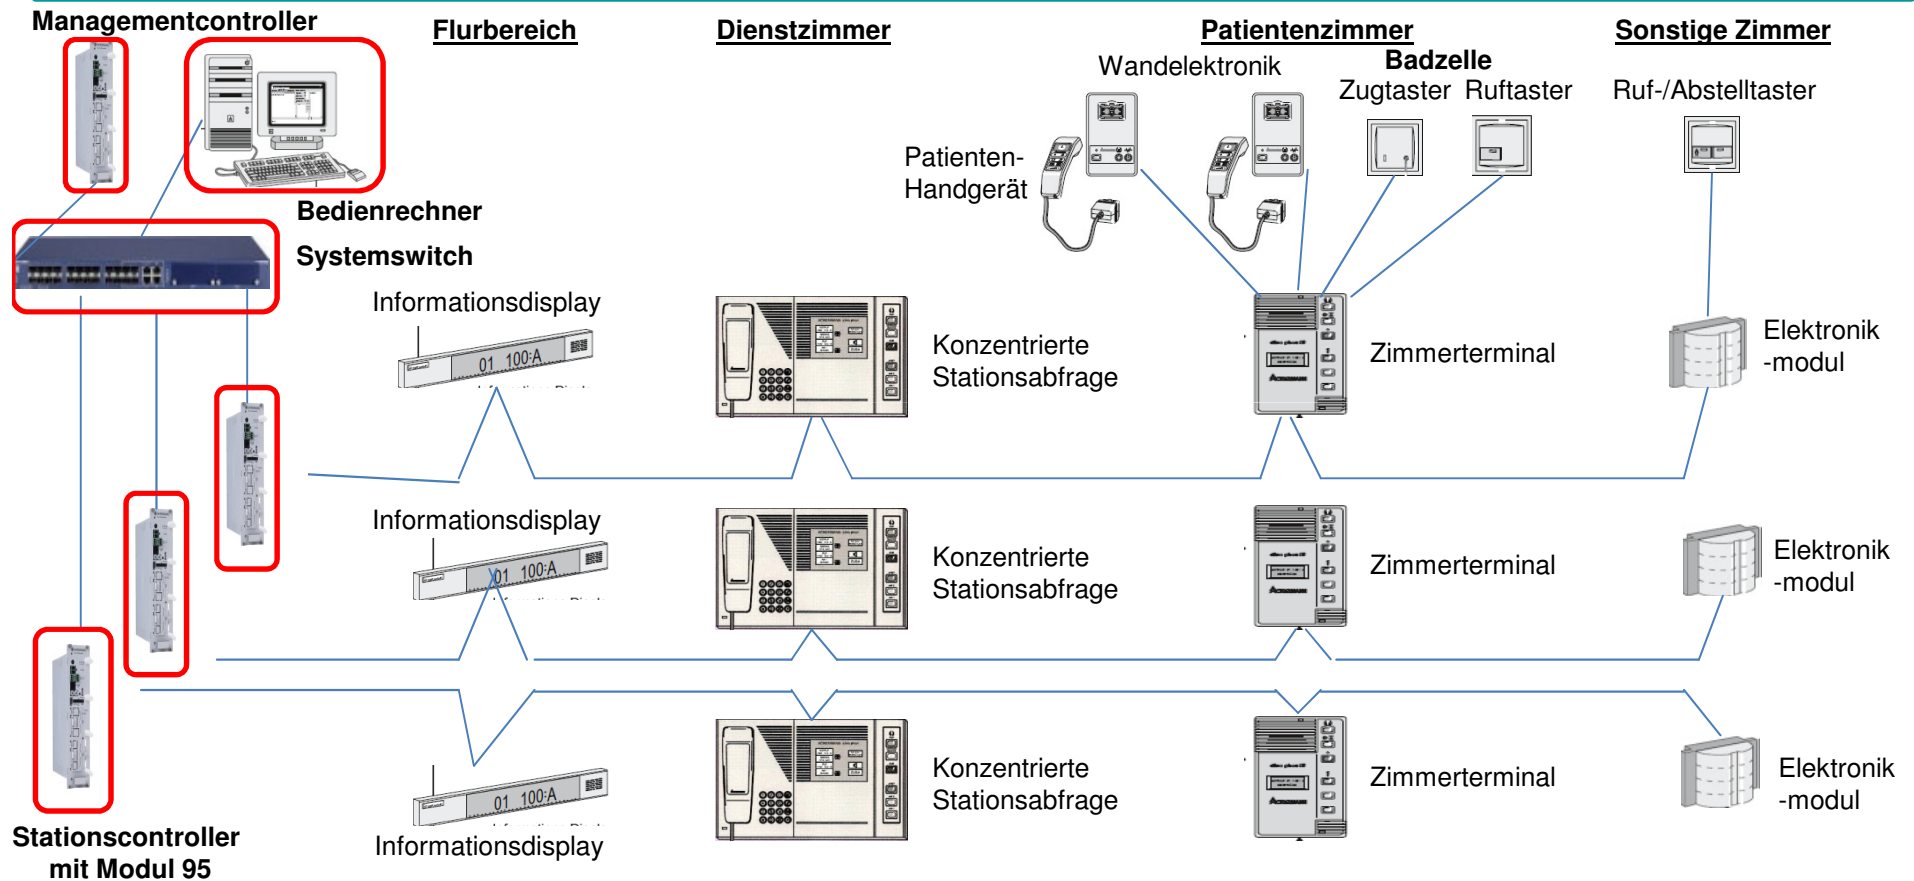 Managementcontroller
Flurbereich
Dienstzimmer
Patientenzimmer
Sonstige Zimmer
Wandelektronik
Badzelle
Zugtaster Ruftaster
Ruf-/Abstelltaster
Patienten-
Handgerät
Bedienrechner
Systemswitch
Informationsdisplay
01 100:A
Konzentrierte
Stationsabfrage
Zimmerterminal
Elektronik
-modul
Informationsdisplay
01 100:A
Konzentrierte
Stationsabfrage
Zimmerterminal
Elektronik
-modul
01 100:A
Informationsdisplay
Konzentrierte
Stationsabfrage
Zimmerterminal
Elektronik
-modul
Stationscontroller
mit Modul 95